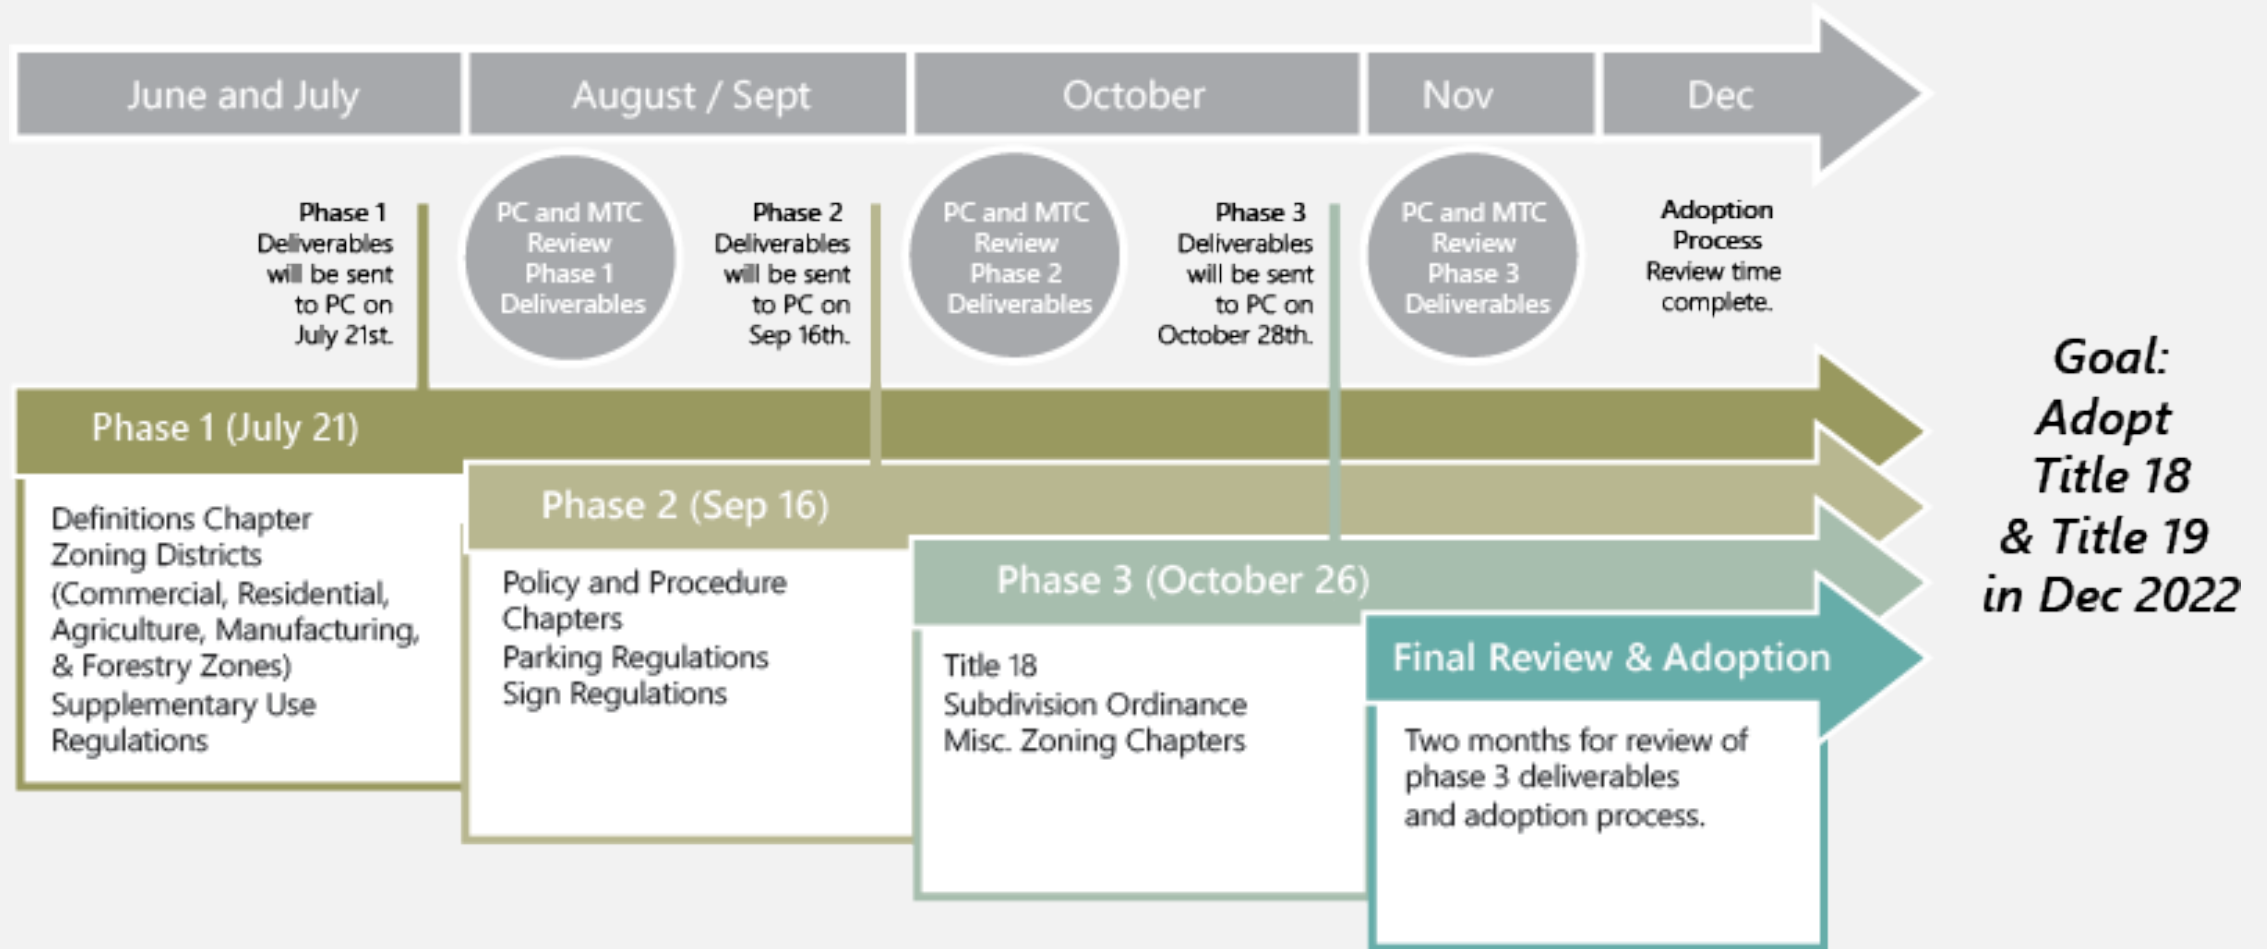 June and July
August / Sept
October
Nov
Dec
Phase 1
Deliverables
will be sent
to PC on
July 21st.
PC and MTC
Review
Phase 1
Deliverables
Phase 2
Deliverables
will be sent
to PC on
Sep 16th.
PC and MTC
Review
Phase 2
Deliverables
Phase 3
Deliverables
will be sent
to PC on
October 28th.
PC and MTC
Review
Phase 3
Deliverables
Adoption
Process
Review time
complete.
Phase 1 (July 21)
Definitions Chapter
Zoning Districts
(Commercial, Residential,
Agriculture, Manufacturing,
& Forestry Zones)
Supplementary Use
Regulations
Phase 2 (Sep 16)
Policy and Procedure
Chapters
Parking Regulations
Sign Regulations
Phase 3 (October 26)
Title 18
Subdivision Ordinance
Misc. Zoning Chapters
Final Review & Adoption
Two months for review of
phase 3 deliverables
and adoption process.
Goal:
Adopt
Title 18
& Title 19
in Dec 2022